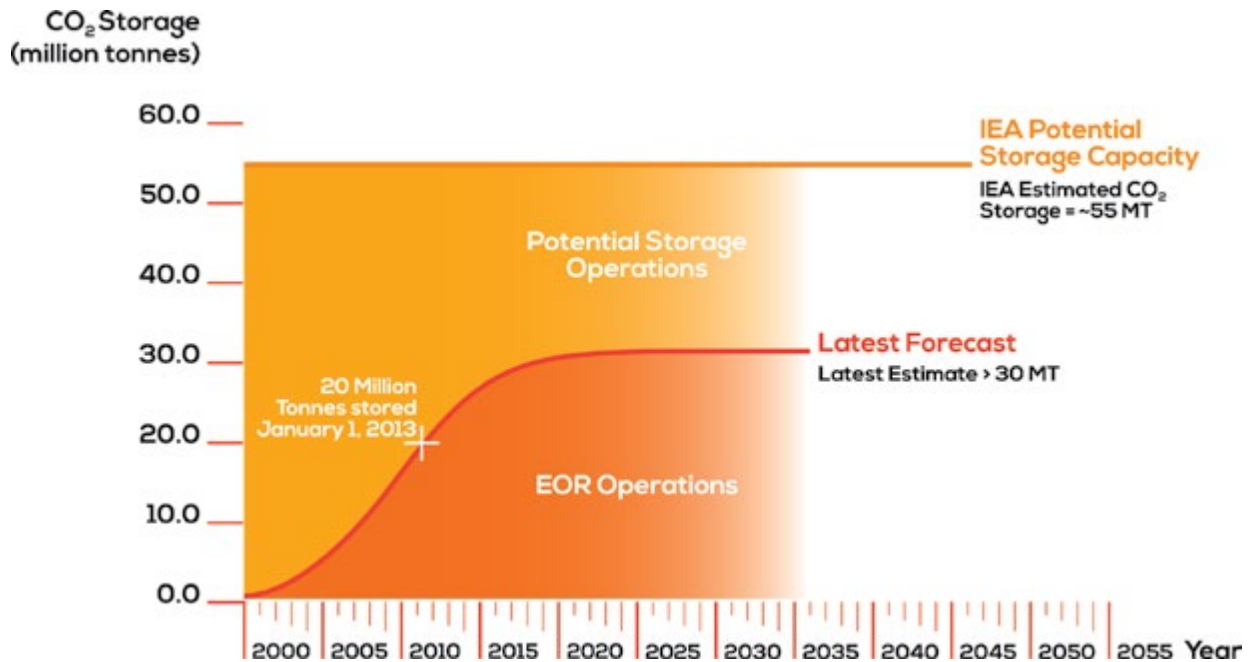 CO₂ Storage
(million tonnes)
60.0
50.0
40.0
30.0
20.0
10.0
0.0
IEA Potential
Storage Capacity
IEA Estimated CO₂
Storage = ~55 MT
Potential Storage
Operations
Latest Forecast
Latest Estimate > 30 MT
20 Million
Tonnes stored
January 1, 2013
EOR Operations
2000 2005 2010 2015 2020 2025 2030 2035 2040 2045 2050 2055 Year